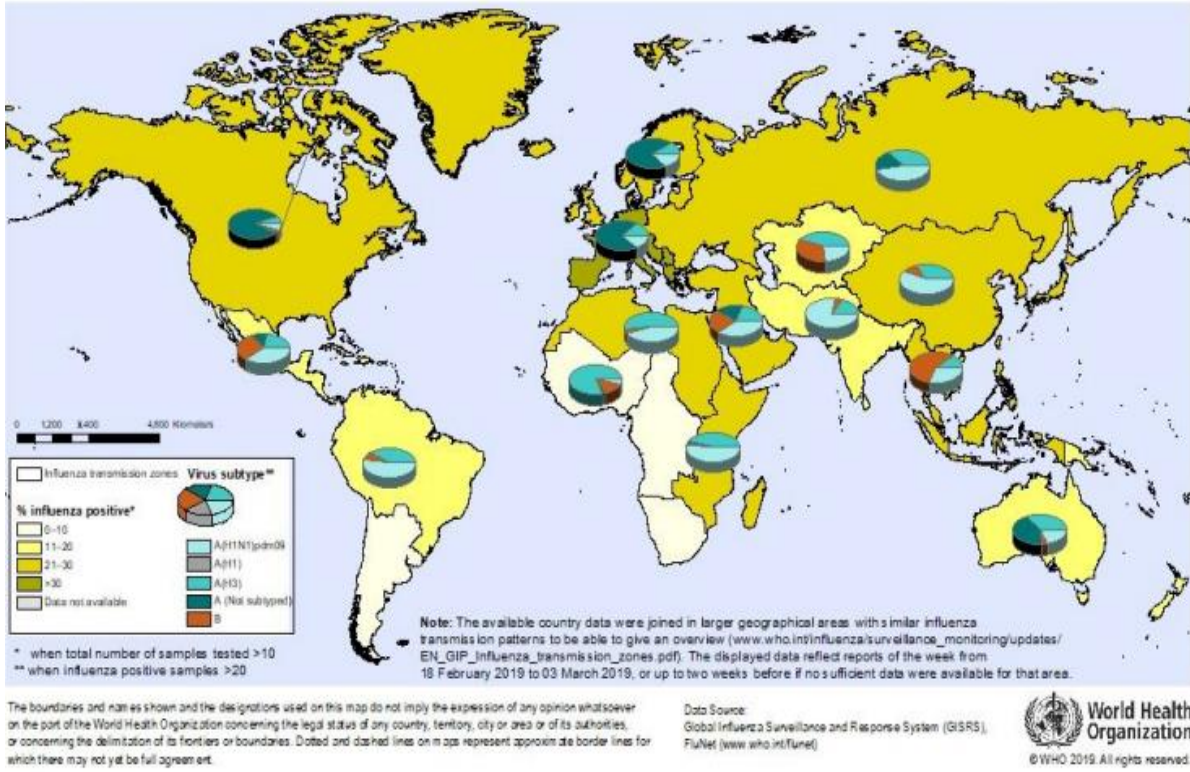 0 1,200 2,400 4,800 Kilometers
Influenza transmission zones
Virus subtype**
% influenza positive*
0-10
11-20
21-30
>30
Data not available
A(H1N1)pdm09
A(H1)
A(H3)
A (Not subtyped)
B
* when total number of samples tested >10
** when influenza positive samples >20
Note: The available country data were joined in larger geographical areas with similar influenza
transmission patterns to be able to give an overview (www.who.int/influenza/surveillance_monitoring/updates/
EN_GIP_Influenza_transmission_zones.pdf). The displayed data reflect reports of the week from
18 February 2019 to 03 March 2019, or up to two weeks before if no sufficient data were available for that area.
The boundaries and names shown and the designations used on this map do not imply the expression of any opinion whatsoever
on the part of the World Health Organization concerning the legal status of any country, territory, city or area or of its authorities,
or concerning the delimitation of its frontiers or boundaries. Dotted and dashed lines on maps represent approximate border lines for
which there may not yet be full agreement.
Data Source:
Global Influenza Surveillance and Response System (GISRS),
FluNet (www.who.int/flunet)
World Health
Organization
© WHO 2019. All rights reserved.